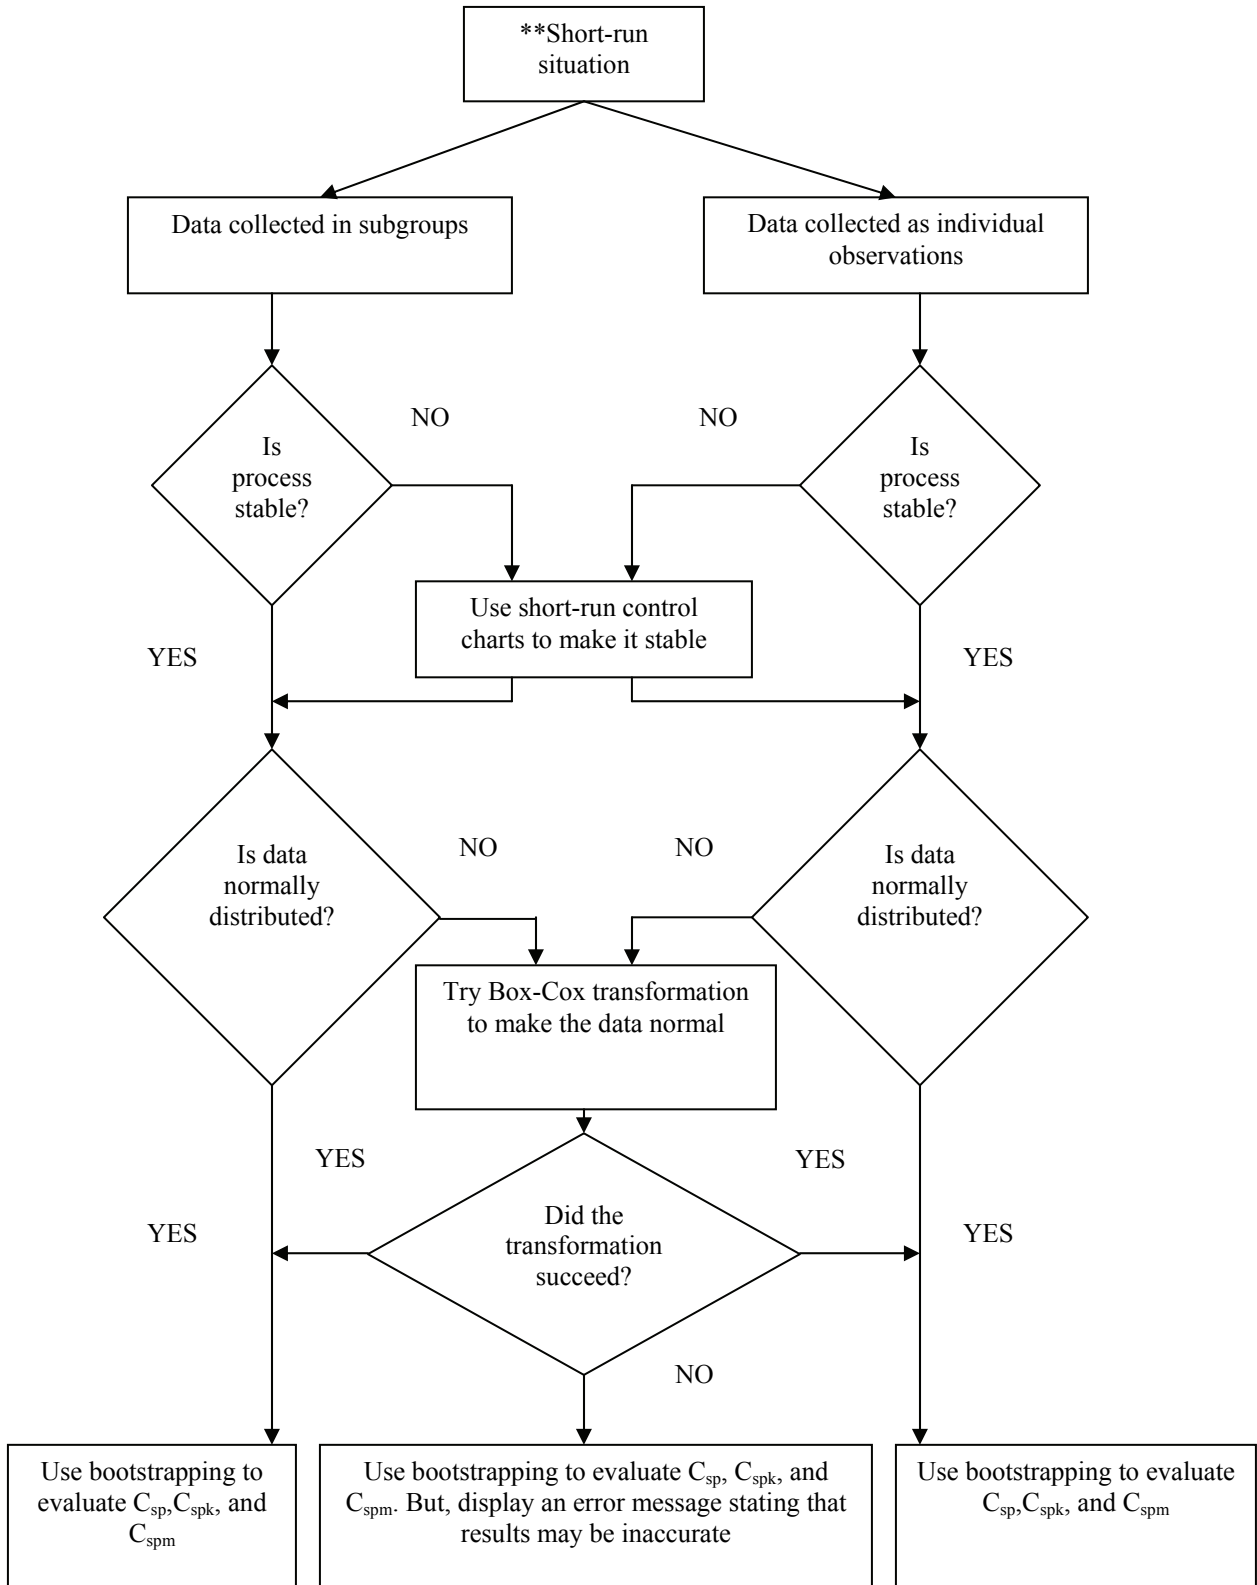 **Short-run
situation
Data collected in subgroups
Data collected as individual
observations
NO
NO
Is
process
stable?
Is
process
stable?
Use short-run control
charts to make it stable
YES
YES
NO
NO
Is data
normally
distributed?
Is data
normally
distributed?
Try Box-Cox transformation
to make the data normal
YES
YES
YES
YES
Did the
transformation
succeed?
NO
Use bootstrapping to
evaluate Csp,Cspk, and
Cspm
Use bootstrapping to evaluate Csp, Cspk, and
Cspm. But, display an error message stating that
results may be inaccurate
Use bootstrapping to evaluate
Csp,Cspk, and Cspm